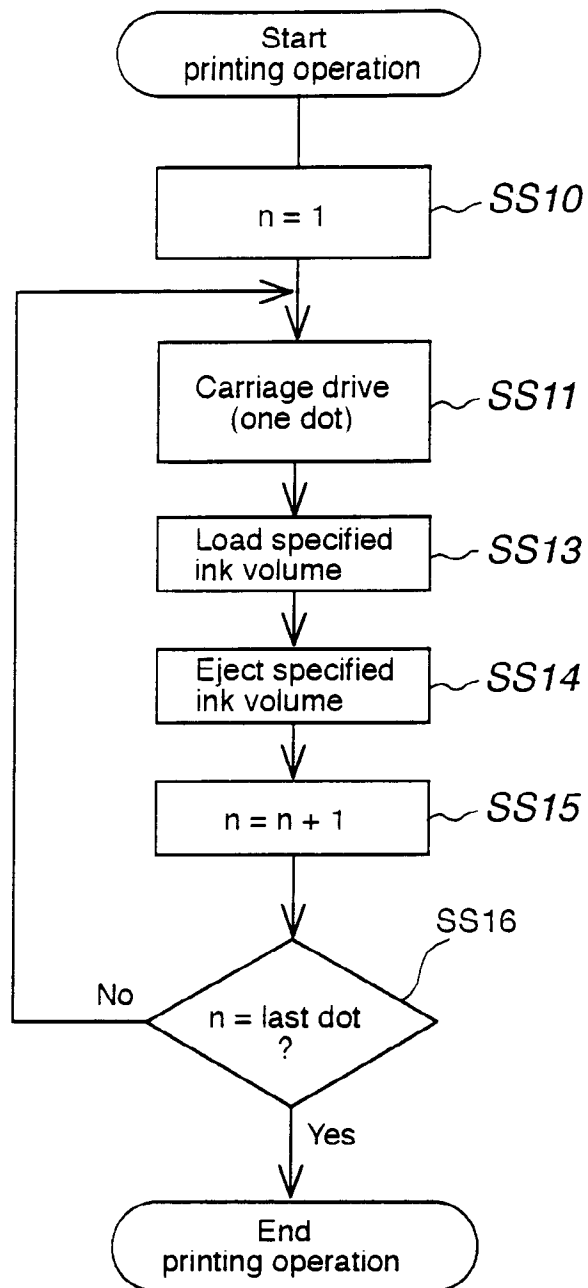 Start
printing operation
n = 1
SS10
Carriage drive
(one dot)
SS11
Load specified
ink volume
SS13
Eject specified
ink volume
SS14
n = n + 1
SS15
SS16
No
n = last dot
?
Yes
End
printing operation